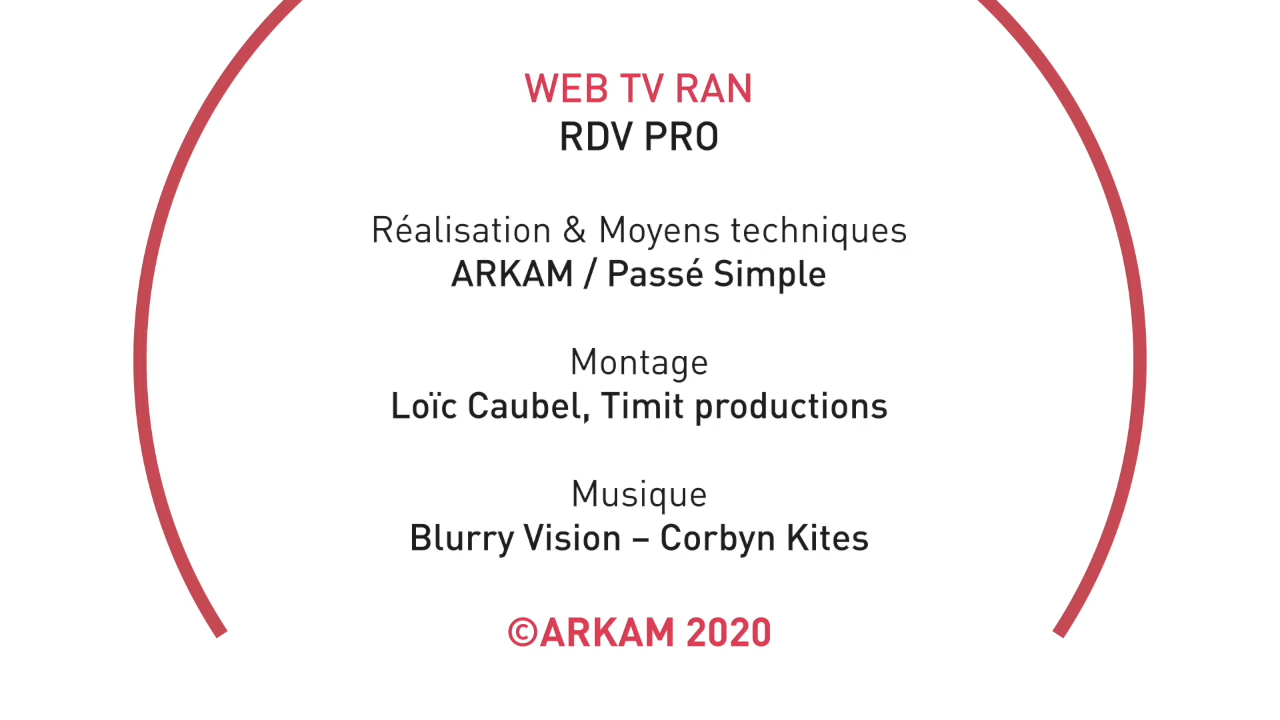 WEB TV RAN
RDV PRO
Réalisation & Moyens techniques
ARKAM / Passé Simple
Montage
Loïc Caubel, Timit productions
Musique
Blurry Vision – Corbyn Kites
©ARKAM 2020